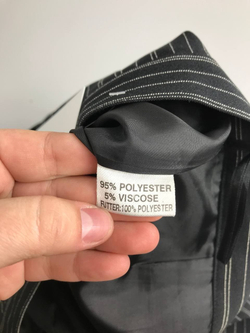 95% POLYESTER
5% VISCOSE
FUTTER:100% POLYESTER